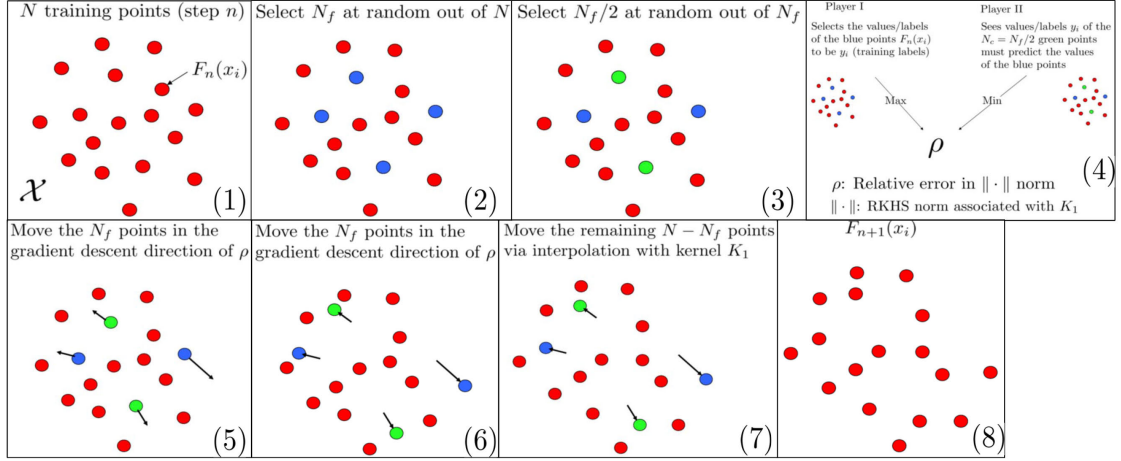 N training points (step n)
F_n(x_i)
𝒳
(1)
Select N_f at random out of N
(2)
Select N_f/2 at random out of N_f
(3)
Player I
Selects the values/labels
of the blue points F_n(x_i)
to be y_i (training labels)
Player II
Sees values/labels y_i of the
N_c = N_f/2 green points
must predict the values
of the blue points
Max
Min
ρ
ρ: Relative error in ‖ · ‖ norm
‖ · ‖: RKHS norm associated with K_1
(4)
Move the N_f points in the
gradient descent direction of ρ
(5)
Move the N_f points in the
gradient descent direction of ρ
(6)
Move the remaining N − N_f points
via interpolation with kernel K_1
(7)
F_{n+1}(x_i)
(8)